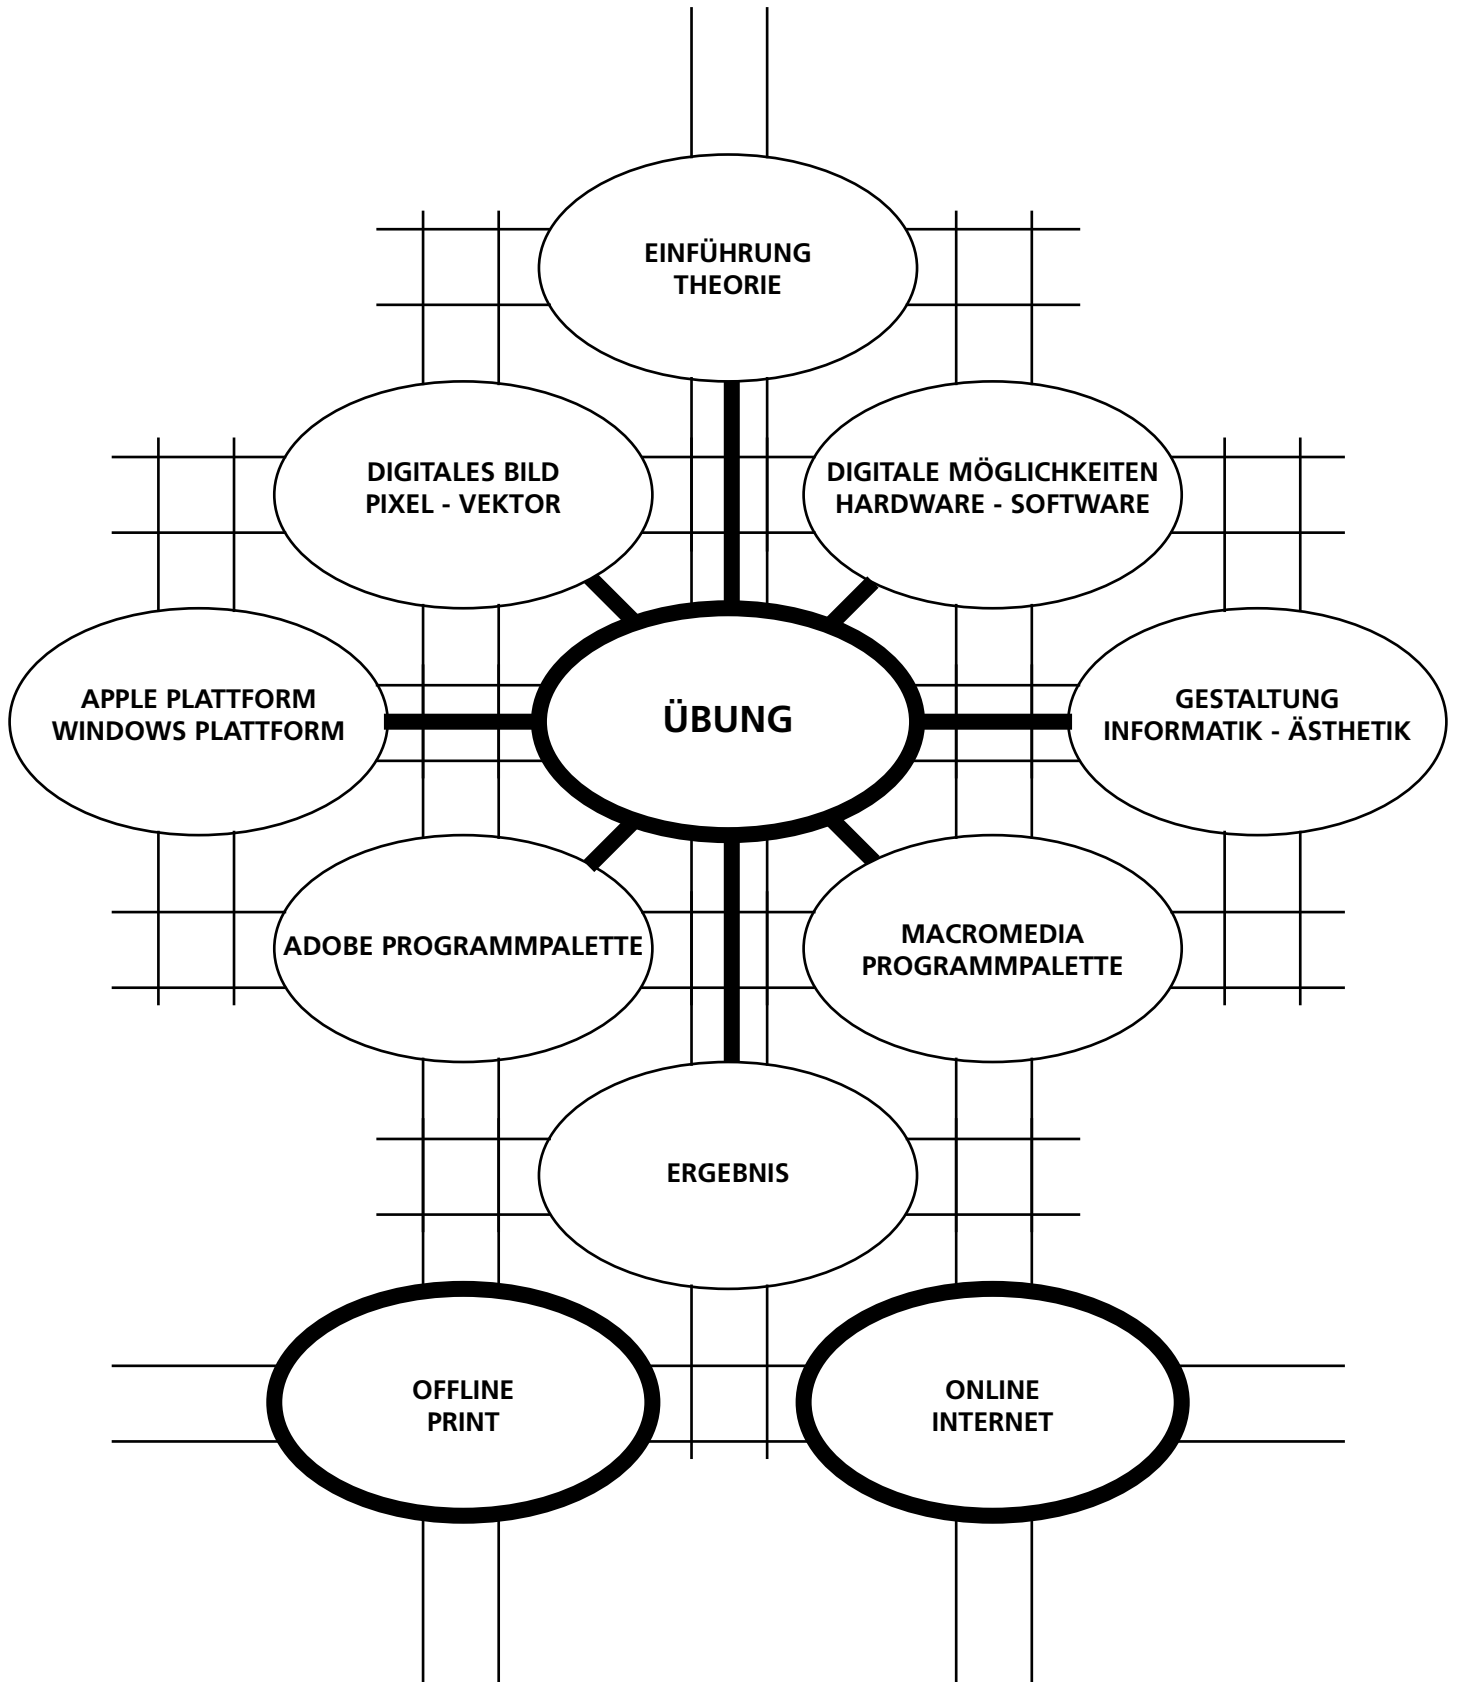 EINFÜHRUNG
THEORIE
DIGITALES BILD
PIXEL - VEKTOR
DIGITALE MÖGLICHKEITEN
HARDWARE - SOFTWARE
APPLE PLATTFORM
WINDOWS PLATTFORM
ÜBUNG
GESTALTUNG
INFORMATIK - ÄSTHETIK
ADOBE PROGRAMMPALETTE
MACROMEDIA
PROGRAMMPALETTE
ERGEBNIS
OFFLINE
PRINT
ONLINE
INTERNET